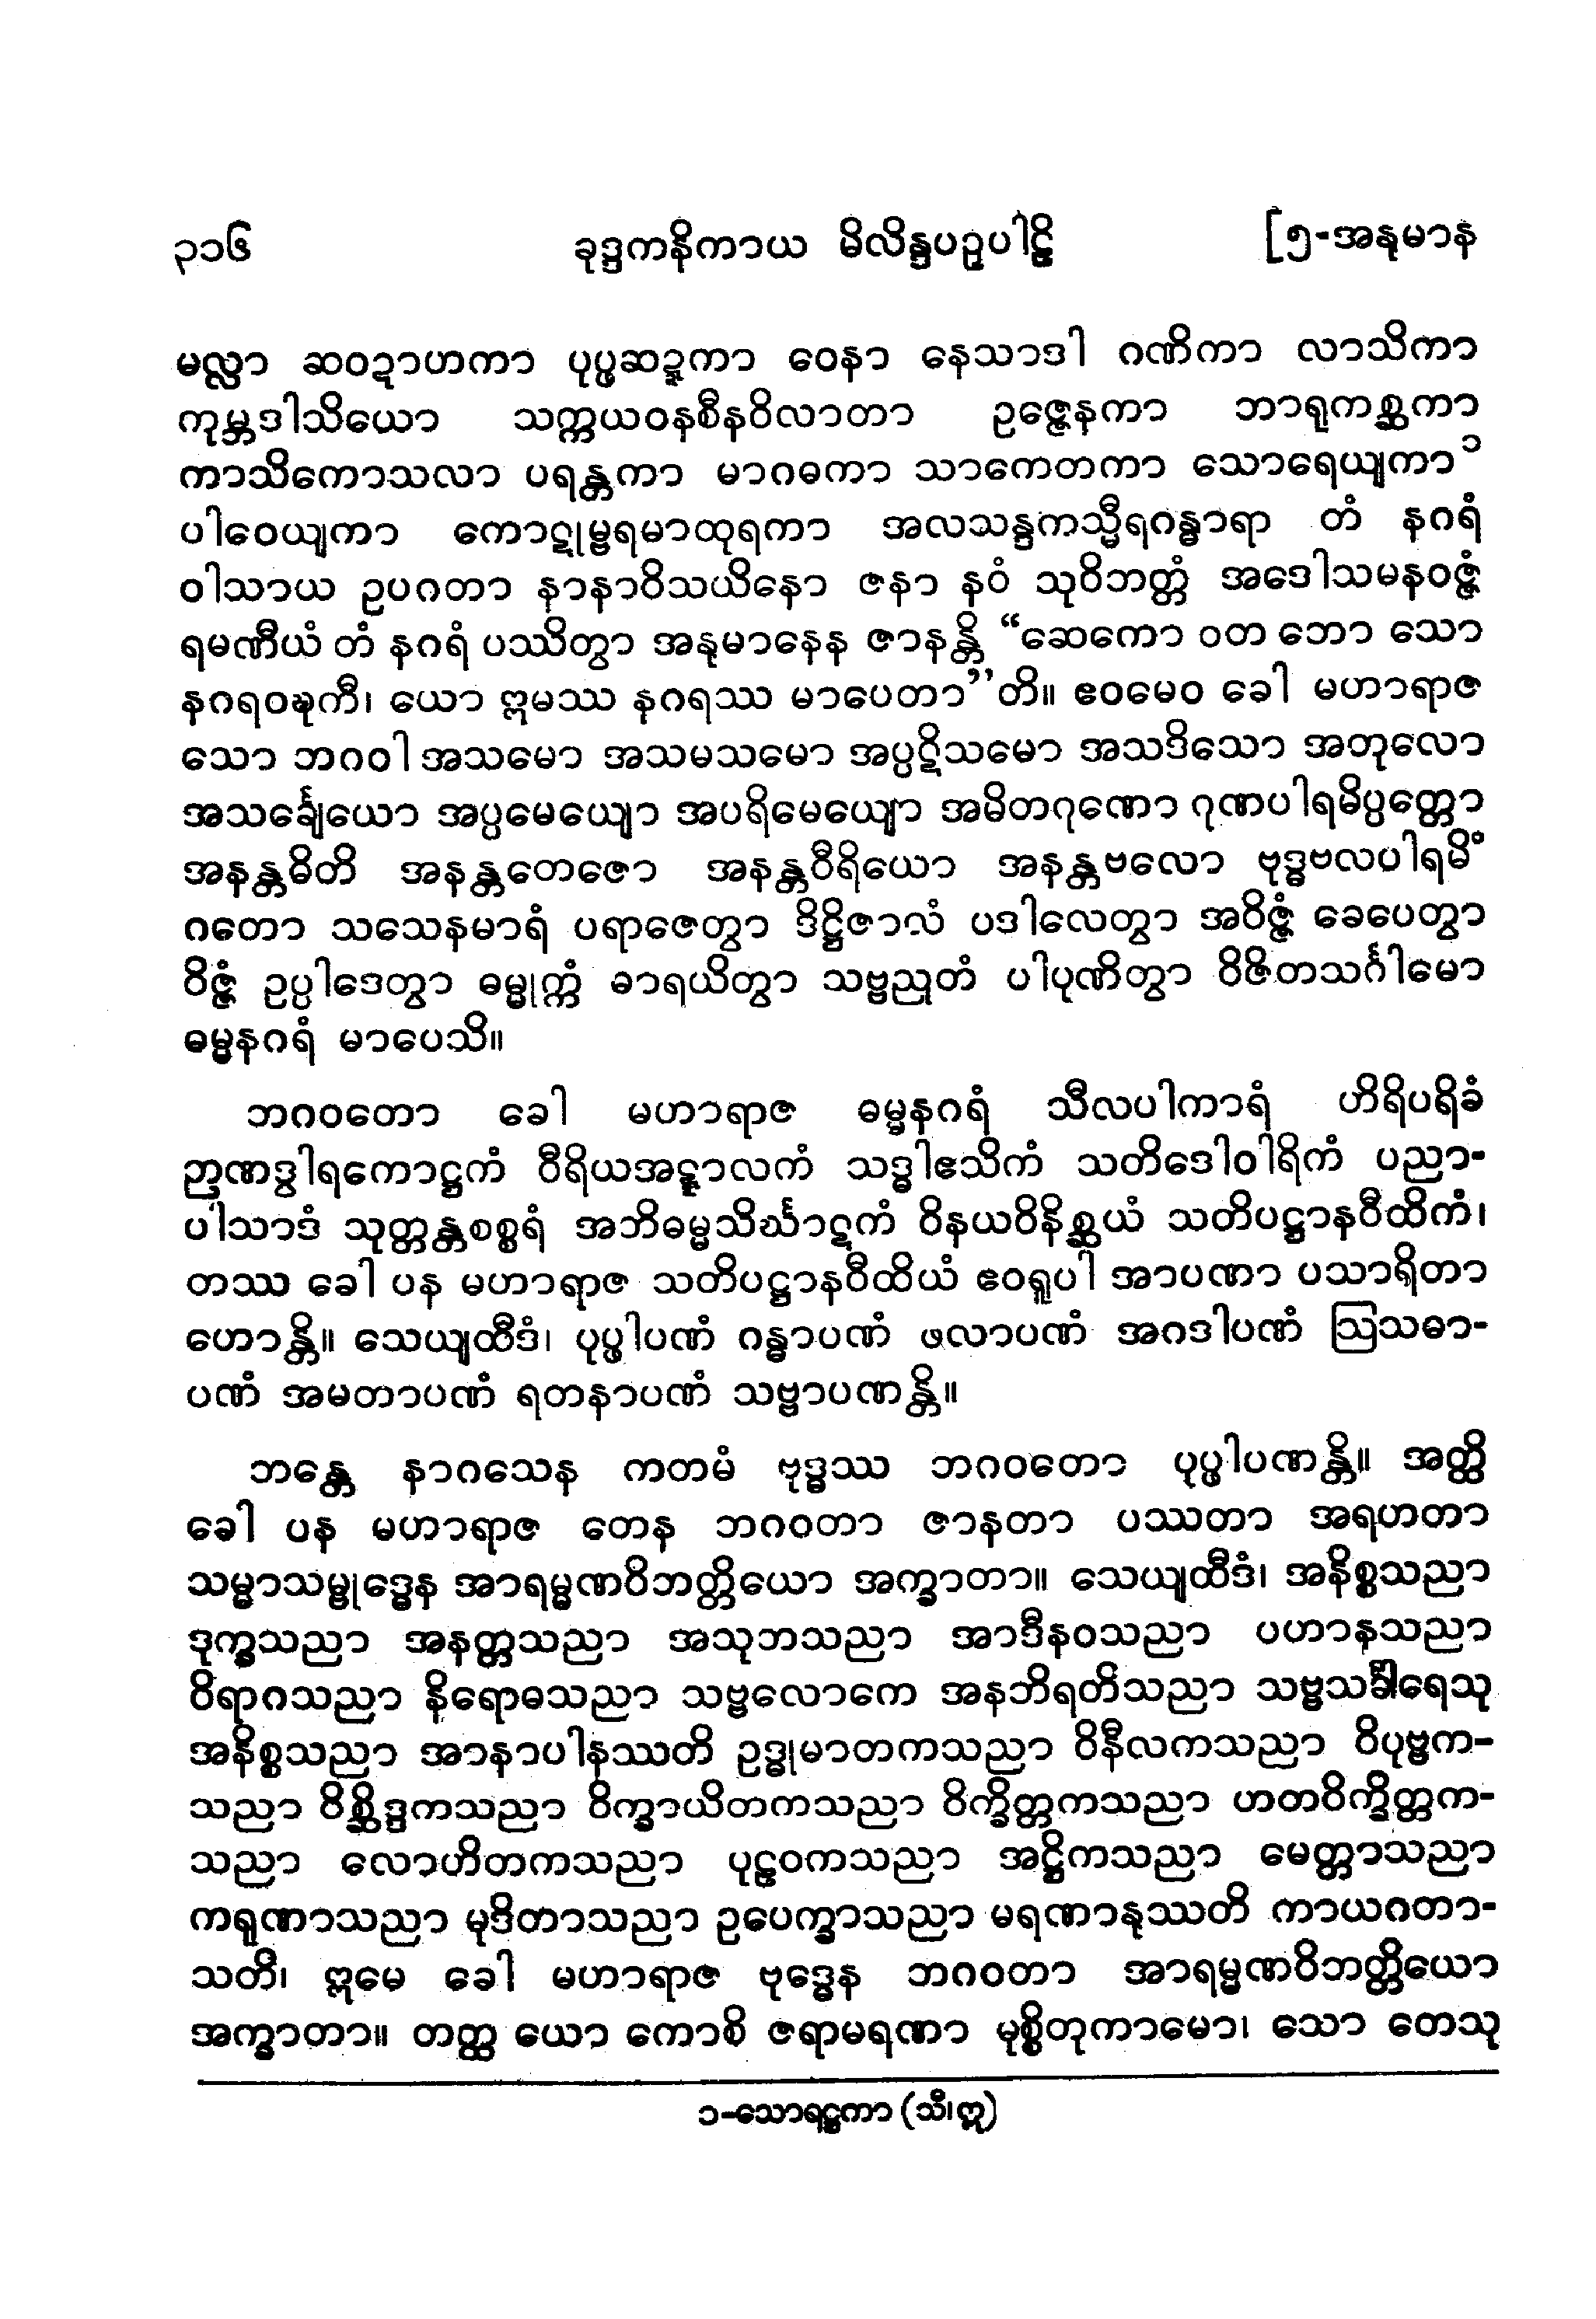 ၃၁၆ ခုဒ္ဒကနိကာယ မိလိန္ဒပဉှပါဠိ [၅-အနုမာန
မလ္လာ ဆဝဍာဟကာ ပုပ္ဖဆဍ္ဍကာ ဝေနာ နေသာဒါ ဂဏိကာ လာသိကာ
ကုမ္ဘဒါသိယော သက္ကယဝနစီနဝိလာတာ ဥဇ္ဇေနကာ ဘာရုကစ္ဆကာ
ကာသိကောသလာ ပရန္တကာ မာဂဓကာ သာကေတကာ သောရေယျကာ ၁
ပါဝေယျကာ ကောဋုမ္ဗရမာထုရကာ အလသန္ဒကသ္မီရဂန္ဓာရာ တံ နဂရံ
ဝါသာယ ဥပဂတာ နာနာဝိသယိနော ဇနာ နဝံ သုဝိဘတ္တံ အဒေါသမနဝဇ္ဇံ
ရမဏီယံ တံ နဂရံ ပဿိတွာ အနုမာနေန ဇာနန္တိ “ဆေကော ဝတ ဘော သော
နဂရဝဍ္ဎကီ၊ ယော ဣမဿ နဂရဿ မာပေတာ”တိ။ ဧဝမေဝ ခေါ မဟာရာဇ
သော ဘဂဝါ အသမော အသမသမော အပ္ပဋိသမော အသဒိသော အတုလော
အသင်္ချေယော အပ္ပမေယျော အပရိမေယျော အမိတဂုဏော ဂုဏပါရမိပ္ပတ္တော
အနန္တဓိတိ အနန္တတေဇော အနန္တဝီရိယော အနန္တဗလော ဗုဒ္ဓဗလပါရမိံ
ဂတော သသေနမာရံ ပရာဇေတွာ ဒိဋ္ဌိဇာလံ ပဒါလေတွာ အဝိဇ္ဇံ ခေပေတွာ
ဝိဇ္ဇံ ဥပ္ပါဒေတွာ ဓမ္မုက္ကံ ဓာရယိတွာ သဗ္ဗညုတံ ပါပုဏိတွာ ဝိဇိတသင်္ဂါမော
ဓမ္မနဂရံ မာပေသိ။
ဘဂဝတော ခေါ မဟာရာဇ ဓမ္မနဂရံ သီလပါကာရံ ဟိရိပရိခံ
ဉာဏဒွါရကောဋ္ဌကံ ဝီရိယအဋ္ဋာလကံ သဒ္ဓါဧသိကံ သတိဒေါဝါရိကံ ပညာ-
ပါသာဒံ သုတ္တန္တစစ္စရံ အဘိဓမ္မသိင်္ဃာဋကံ ဝိနယဝိနိစ္ဆယံ သတိပဋ္ဌာနဝီထိကံ၊
တဿ ခေါ ပန မဟာရာဇ သတိပဋ္ဌာနဝီထိယံ ဧဝရူပါ အာပဏာ ပသာရိတာ
ဟောန္တိ။ သေယျထီဒံ၊ ပုပ္ဖါပဏံ ဂန္ဓာပဏံ ဖလာပဏံ အဂဒါပဏံ ဩသဓာ-
ပဏံ အမတာပဏံ ရတနာပဏံ သဗ္ဗာပဏန္တိ။
ဘန္တေ နာဂသေန ကတမံ ဗုဒ္ဓဿ ဘဂဝတော ပုပ္ဖါပဏန္တိ။ အတ္ထိ
ခေါ ပန မဟာရာဇ တေန ဘဂဝတာ ဇာနတာ ပဿတာ အရဟတာ
သမ္မာသမ္ဗုဒ္ဓေန အာရမ္မဏဝိဘတ္တိယော အက္ခာတာ။ သေယျထီဒံ၊ အနိစ္စသညာ
ဒုက္ခသညာ အနတ္တသညာ အသုဘသညာ အာဒီနဝသညာ ပဟာနသညာ
ဝိရာဂသညာ နိရောဓသညာ သဗ္ဗလောကေ အနဘိရတိသညာ သဗ္ဗသင်္ခါရေသု
အနိစ္စသညာ အာနာပါနဿတိ ဥဒ္ဓုမာတကသညာ ဝိနီလကသညာ ဝိပုဗ္ဗက-
သညာ ဝိစ္ဆိဒ္ဒကသညာ ဝိက္ခာယိတကသညာ ဝိက္ခိတ္တကသညာ ဟတဝိက္ခိတ္တက-
သညာ လောဟိတကသညာ ပုဠဝကသညာ အဋ္ဌိကသညာ မေတ္တာသညာ
ကရုဏာသညာ မုဒိတာသညာ ဥပေက္ခာသညာ မရဏာနုဿတိ ကာယဂတာ-
သတိ၊ ဣမေ ခေါ မဟာရာဇ ဗုဒ္ဓေန ဘဂဝတာ အာရမ္မဏဝိဘတ္တိယော
အက္ခာတာ။ တတ္ထ ယော ကောစိ ဇရာမရဏာ မုစ္စိတုကာမော၊ သော တေသု
၁-သောရဋ္ဌကာ (သီ၊ဣ)